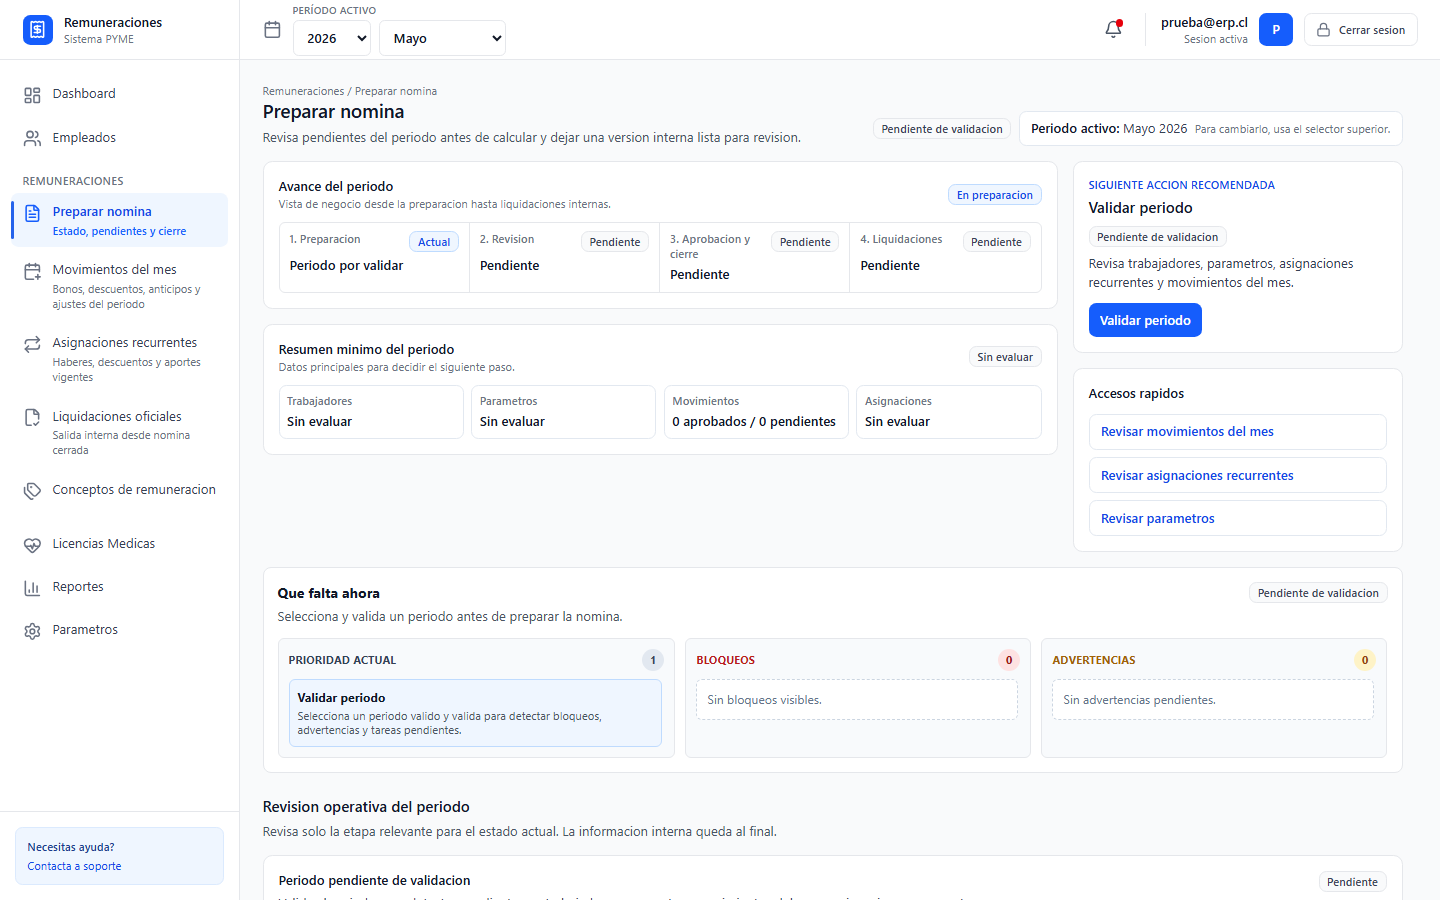 Remuneraciones
Sistema PYME
PERÍODO ACTIVO
2026
Mayo
prueba@erp.cl
Sesion activa
P
Cerrar sesion
Dashboard
Empleados
REMUNERACIONES
Preparar nomina
Estado, pendientes y cierre
Movimientos del mes
Bonos, descuentos, anticipos y
ajustes del periodo
Asignaciones recurrentes
Haberes, descuentos y aportes
vigentes
Liquidaciones oficiales
Salida interna desde nomina
cerrada
Conceptos de remuneracion
Licencias Medicas
Reportes
Parametros
Necesitas ayuda?
Contacta a soporte
Remuneraciones / Preparar nomina
Preparar nomina
Revisa pendientes del periodo antes de calcular y dejar una version interna lista para revision.
Pendiente de validacion
Periodo activo: Mayo 2026 Para cambiarlo, usa el selector superior.
Avance del periodo
Vista de negocio desde la preparacion hasta liquidaciones internas.
En preparacion
1. Preparacion
Actual
Periodo por validar
2. Revision
Pendiente
Pendiente
3. Aprobacion y
cierre
Pendiente
Pendiente
4. Liquidaciones
Pendiente
Pendiente
Resumen minimo del periodo
Datos principales para decidir el siguiente paso.
Sin evaluar
Trabajadores
Sin evaluar
Parametros
Sin evaluar
Movimientos
0 aprobados / 0 pendientes
Asignaciones
Sin evaluar
SIGUIENTE ACCION RECOMENDADA
Validar periodo
Pendiente de validacion
Revisa trabajadores, parametros, asignaciones
recurrentes y movimientos del mes.
Validar periodo
Accesos rapidos
Revisar movimientos del mes
Revisar asignaciones recurrentes
Revisar parametros
Que falta ahora
Selecciona y valida un periodo antes de preparar la nomina.
Pendiente de validacion
PRIORIDAD ACTUAL
1
Validar periodo
Selecciona un periodo valido y valida para detectar bloqueos,
advertencias y tareas pendientes.
BLOQUEOS
0
Sin bloqueos visibles.
ADVERTENCIAS
0
Sin advertencias pendientes.
Revision operativa del periodo
Revisa solo la etapa relevante para el estado actual. La informacion interna queda al final.
Periodo pendiente de validacion
Pendiente